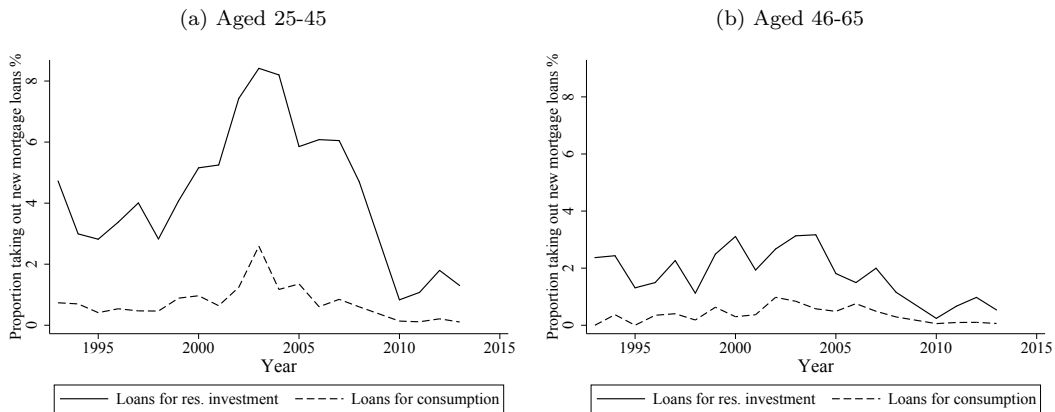 (a) Aged 25-45
Proportion taking out new mortgage loans %
8
6
4
2
0
1995 2000 2005 2010 2015
Year
Loans for res. investment Loans for consumption
(b) Aged 46-65
Proportion taking out new mortgage loans %
8
6
4
2
0
1995 2000 2005 2010 2015
Year
Loans for res. investment Loans for consumption